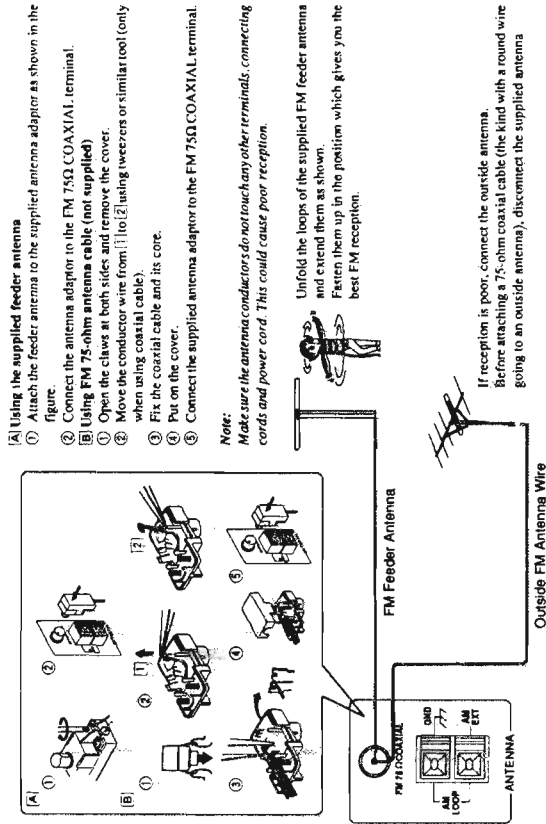 [A] Using the supplied feeder antenna
① Attach the feeder antenna to the supplied antenna adaptor as shown in the
figure.
② Connect the antenna adaptor to the FM 75Ω COAXIAL terminal.
[B] Using FM 75-ohm antenna cable (not supplied)
① Open the claws at both sides and remove the cover.
② Move the conductor wire from [1] to [2] using tweezers or similar tool (only
when using coaxial cable).
③ Fix the coaxial cable and its core.
④ Put on the cover.
⑤ Connect the supplied antenna adaptor to the FM 75Ω COAXIAL terminal.
Note:
Make sure the antenna conductors do not touch any other terminals, connecting
cords and power cord. This could cause poor reception.
Unfold the loops of the supplied FM feeder antenna
and extend them as shown.
Fasten them up in the position which gives you the
best FM reception.
If reception is poor, connect the outside antenna.
Before attaching a 75-ohm coaxial cable (the kind with a round wire
going to an outside antenna), disconnect the supplied antenna
[A]
①
②
[B]
①
②
[1]
[2]
③
④
⑤
FM Feeder Antenna
Outside FM Antenna Wire
FM 75 Ω COAXIAL
AM
LOOP
GND
AM
EXT
ANTENNA